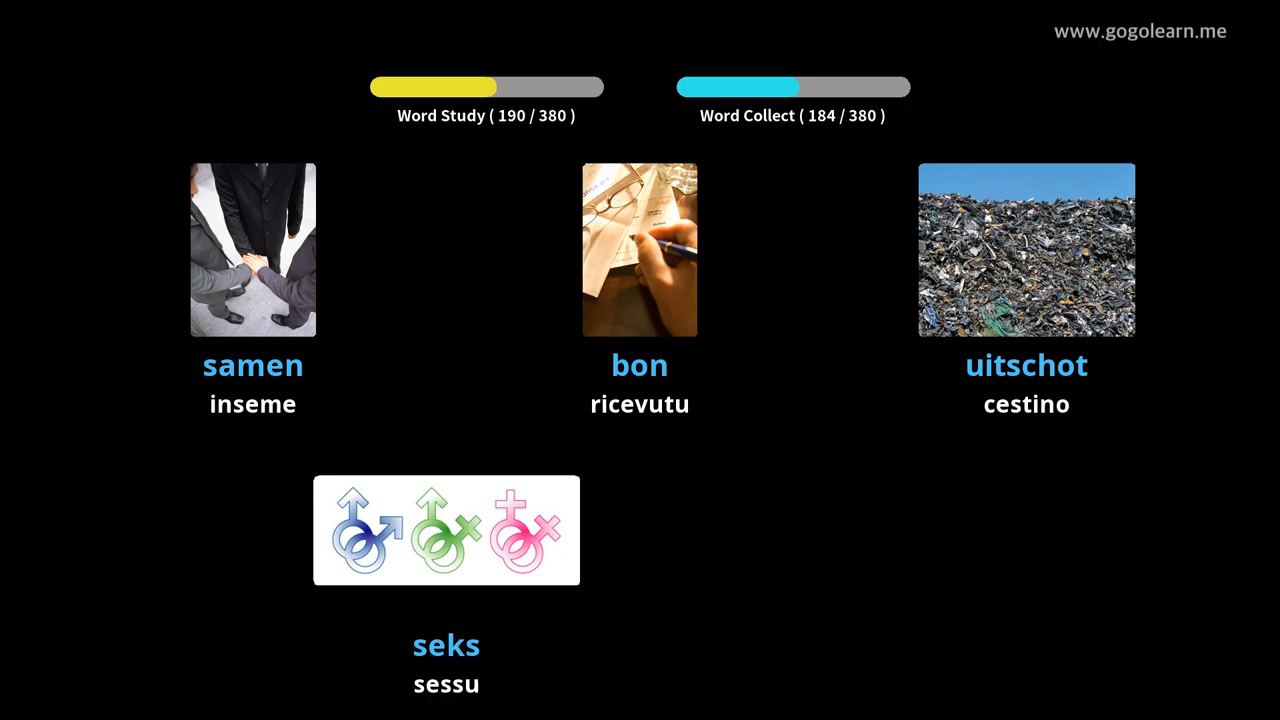 www.gogolearn.me
Word Study ( 190 / 380 )
Word Collect ( 184 / 380 )
samen
inseme
bon
ricevutu
uitschot
cestino
seks
sessu